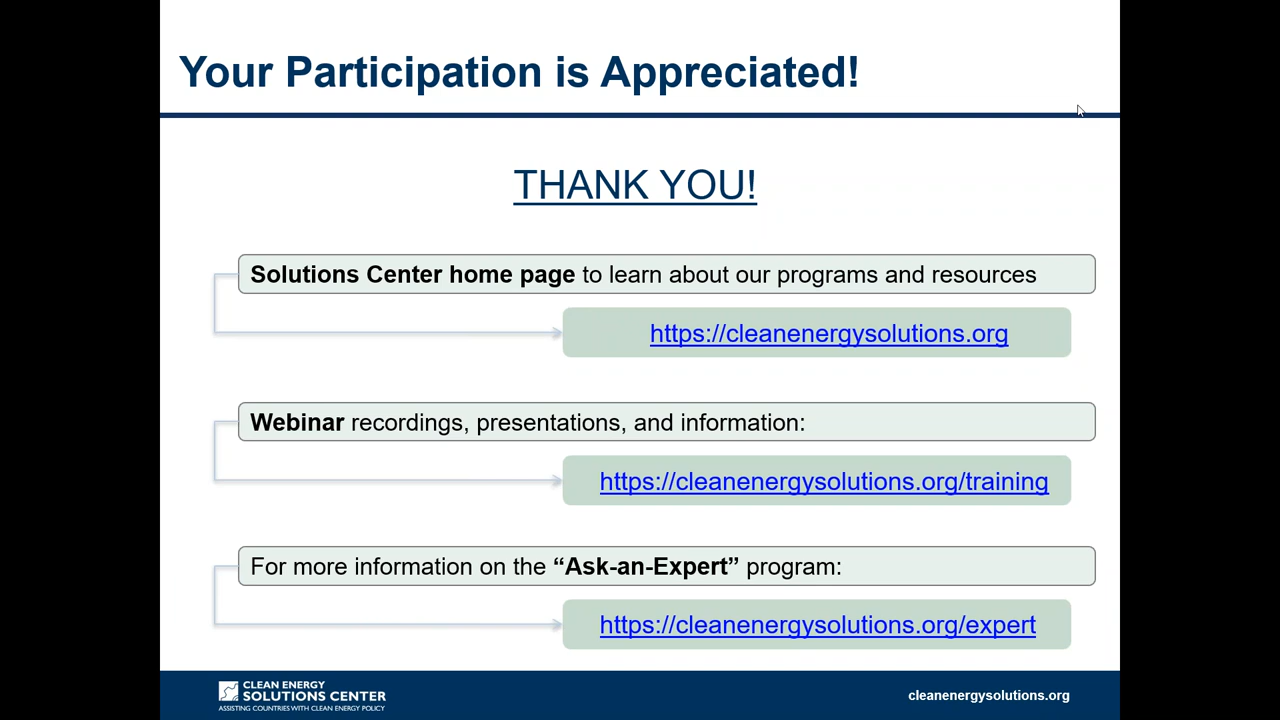 Your Participation is Appreciated!
THANK YOU!
Solutions Center home page to learn about our programs and resources
https://cleanenergysolutions.org
Webinar recordings, presentations, and information:
https://cleanenergysolutions.org/training
For more information on the “Ask-an-Expert” program:
https://cleanenergysolutions.org/expert
CLEAN ENERGY
SOLUTIONS CENTER
ASSISTING COUNTRIES WITH CLEAN ENERGY POLICY
cleanenergysolutions.org